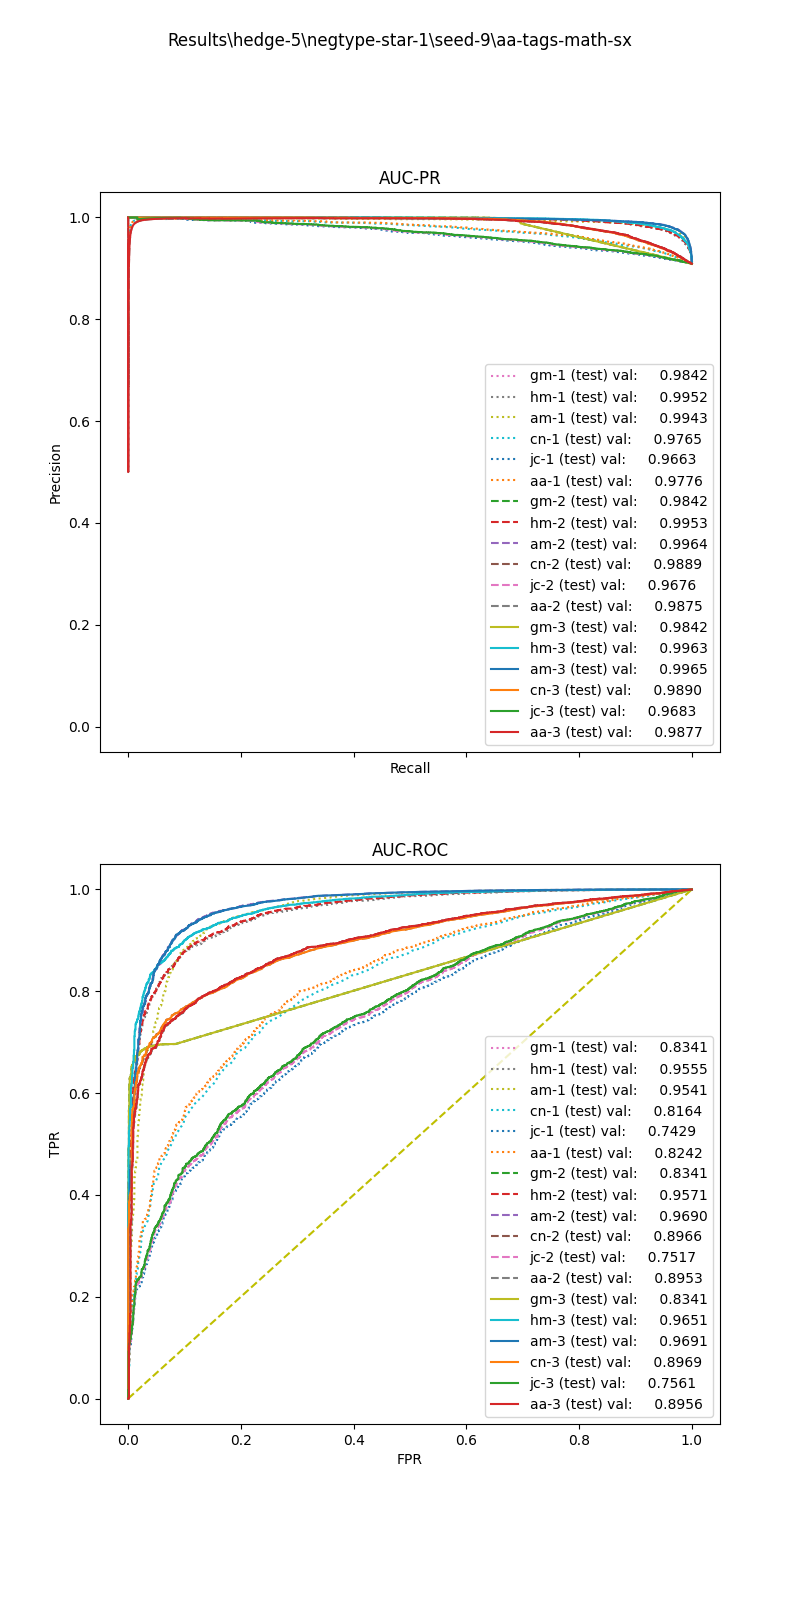 Results\hedge-5\negtype-star-1\seed-9\aa-tags-math-sx
AUC-PR
1.0
0.8
0.6
0.4
0.2
0.0
Precision
gm-1 (test) val: 0.9842
hm-1 (test) val: 0.9952
am-1 (test) val: 0.9943
cn-1 (test) val: 0.9765
jc-1 (test) val: 0.9663
aa-1 (test) val: 0.9776
gm-2 (test) val: 0.9842
hm-2 (test) val: 0.9953
am-2 (test) val: 0.9964
cn-2 (test) val: 0.9889
jc-2 (test) val: 0.9676
aa-2 (test) val: 0.9875
gm-3 (test) val: 0.9842
hm-3 (test) val: 0.9963
am-3 (test) val: 0.9965
cn-3 (test) val: 0.9890
jc-3 (test) val: 0.9683
aa-3 (test) val: 0.9877
Recall
AUC-ROC
1.0
0.8
0.6
0.4
0.2
0.0
TPR
gm-1 (test) val: 0.8341
hm-1 (test) val: 0.9555
am-1 (test) val: 0.9541
cn-1 (test) val: 0.8164
jc-1 (test) val: 0.7429
aa-1 (test) val: 0.8242
gm-2 (test) val: 0.8341
hm-2 (test) val: 0.9571
am-2 (test) val: 0.9690
cn-2 (test) val: 0.8966
jc-2 (test) val: 0.7517
aa-2 (test) val: 0.8953
gm-3 (test) val: 0.8341
hm-3 (test) val: 0.9651
am-3 (test) val: 0.9691
cn-3 (test) val: 0.8969
jc-3 (test) val: 0.7561
aa-3 (test) val: 0.8956
0.0 0.2 0.4 0.6 0.8 1.0
FPR